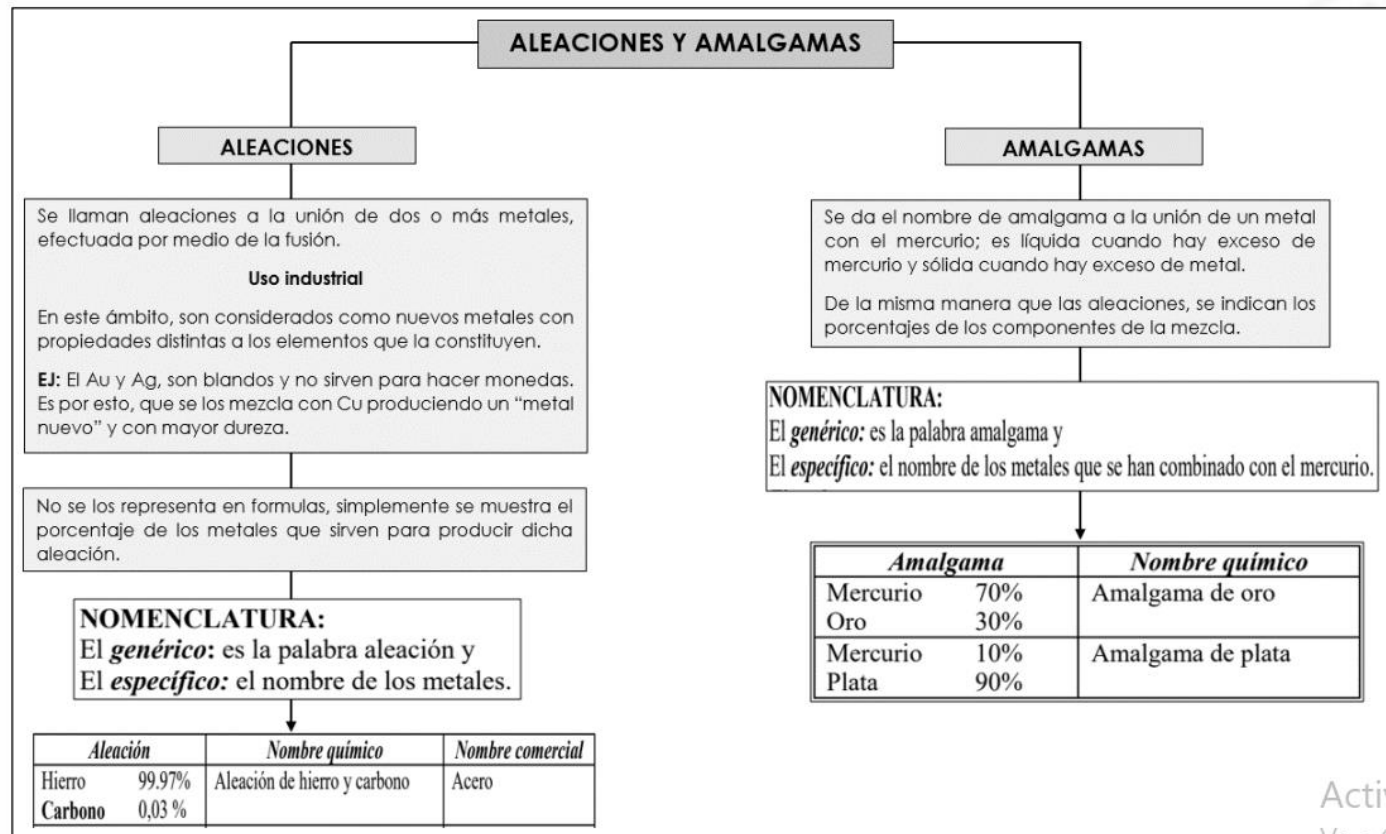 ALEACIONES Y AMALGAMAS
ALEACIONES
Se llaman aleaciones a la unión de dos o más metales,
efectuada por medio de la fusión.
Uso industrial
En este ámbito, son considerados como nuevos metales con
propiedades distintas a los elementos que la constituyen.
EJ: El Au y Ag, son blandos y no sirven para hacer monedas.
Es por esto, que se los mezcla con Cu produciendo un “metal
nuevo” y con mayor dureza.
No se los representa en formulas, simplemente se muestra el
porcentaje de los metales que sirven para producir dicha
aleación.
NOMENCLATURA:
El genérico: es la palabra aleación y
El específico: el nombre de los metales.
Aleación Nombre químico Nombre comercial
Hierro 99.97% Aleación de hierro y carbono Acero
Carbono 0,03 %
AMALGAMAS
Se da el nombre de amalgama a la unión de un metal
con el mercurio; es líquida cuando hay exceso de
mercurio y sólida cuando hay exceso de metal.
De la misma manera que las aleaciones, se indican los
porcentajes de los componentes de la mezcla.
NOMENCLATURA:
El genérico: es la palabra amalgama y
El específico: el nombre de los metales que se han combinado con el mercurio.
Amalgama Nombre químico
Mercurio 70% Amalgama de oro
Oro 30%
Mercurio 10% Amalgama de plata
Plata 90%